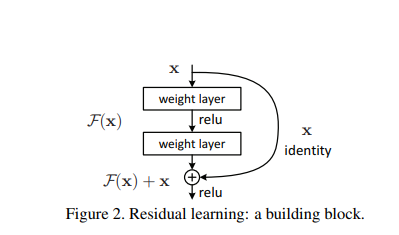 x
weight layer
relu
F(x)
x
weight layer
identity
F(x) + x
relu
Figure 2. Residual learning: a building block.